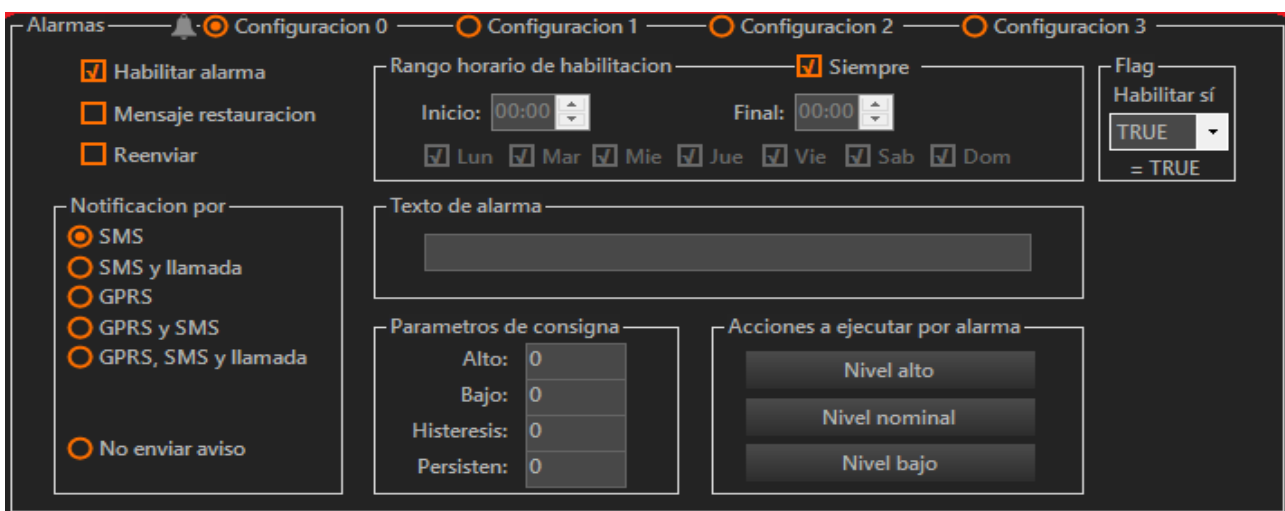 Alarmas
Configuracion 0
Configuracion 1
Configuracion 2
Configuracion 3
Habilitar alarma
Mensaje restauracion
Reenviar
Rango horario de habilitacion
Siempre
Inicio: 00:00
Final: 00:00
Lun Mar Mie Jue Vie Sab Dom
Flag
Habilitar sí
TRUE
= TRUE
Notificacion por
SMS
SMS y llamada
GPRS
GPRS y SMS
GPRS, SMS y llamada
No enviar aviso
Texto de alarma
Parametros de consigna
Alto: 0
Bajo: 0
Histeresis: 0
Persisten: 0
Acciones a ejecutar por alarma
Nivel alto
Nivel nominal
Nivel bajo